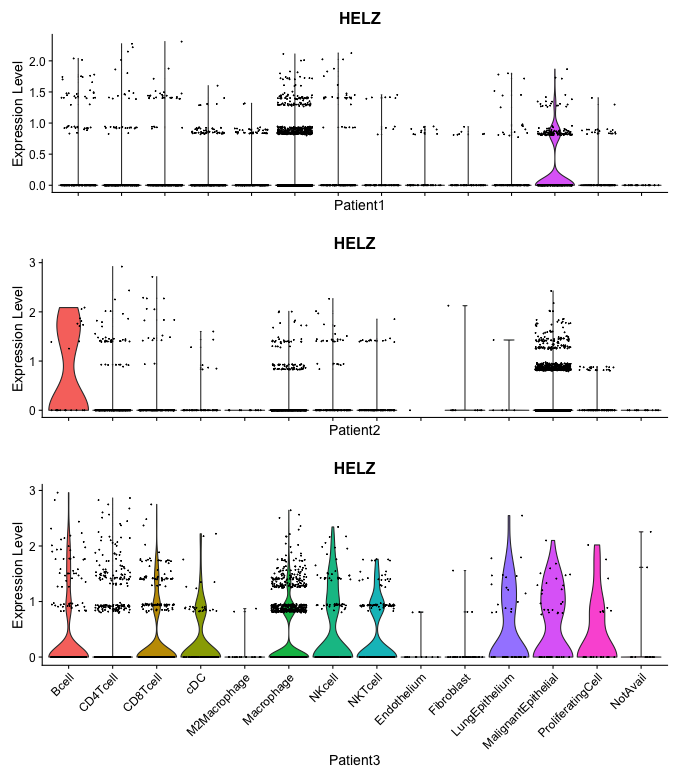 HELZ
Expression Level
2.0
1.5
1.0
0.5
0.0
Patient1
HELZ
Expression Level
3
2
1
0
Patient2
HELZ
Expression Level
3
2
1
0
Bcell
CD4Tcell
CD8Tcell
cDC
M2Macrophage
Macrophage
NKcell
NKTcell
Endothelium
Fibroblast
LungEpithelium
MalignantEpithelial
ProliferatingCell
NotAvail
Patient3